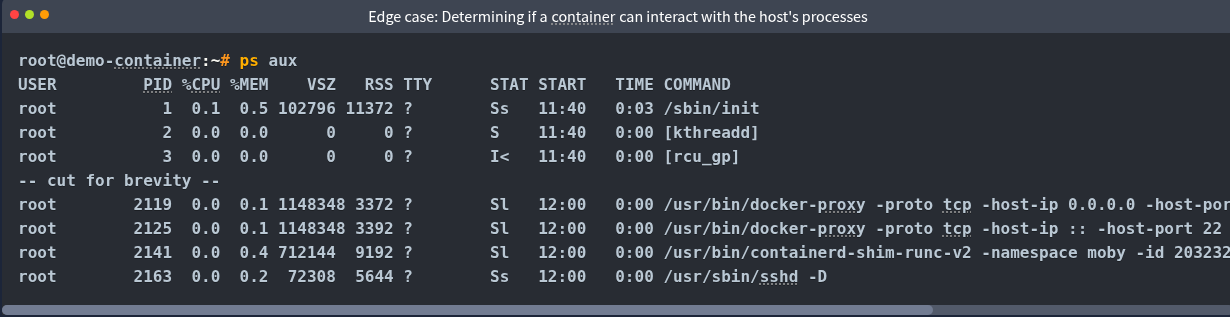 Edge case: Determining if a container can interact with the host's processes
root@demo-container:~# ps aux
USER         PID %CPU %MEM    VSZ   RSS TTY      STAT START   TIME COMMAND
root           1  0.1  0.5 102796 11372 ?        Ss   11:40   0:03 /sbin/init
root           2  0.0  0.0      0     0 ?        S    11:40   0:00 [kthreadd]
root           3  0.0  0.0      0     0 ?        I<   11:40   0:00 [rcu_gp]
-- cut for brevity --
root        2119  0.0  0.1 1148348 3372 ?        Sl   12:00   0:00 /usr/bin/docker-proxy -proto tcp -host-ip 0.0.0.0 -host-por
root        2125  0.0  0.1 1148348 3392 ?        Sl   12:00   0:00 /usr/bin/docker-proxy -proto tcp -host-ip :: -host-port 22
root        2141  0.0  0.4 712144  9192 ?        Sl   12:00   0:00 /usr/bin/containerd-shim-runc-v2 -namespace moby -id 203232
root        2163  0.0  0.2  72308  5644 ?        Ss   12:00   0:00 /usr/sbin/sshd -D